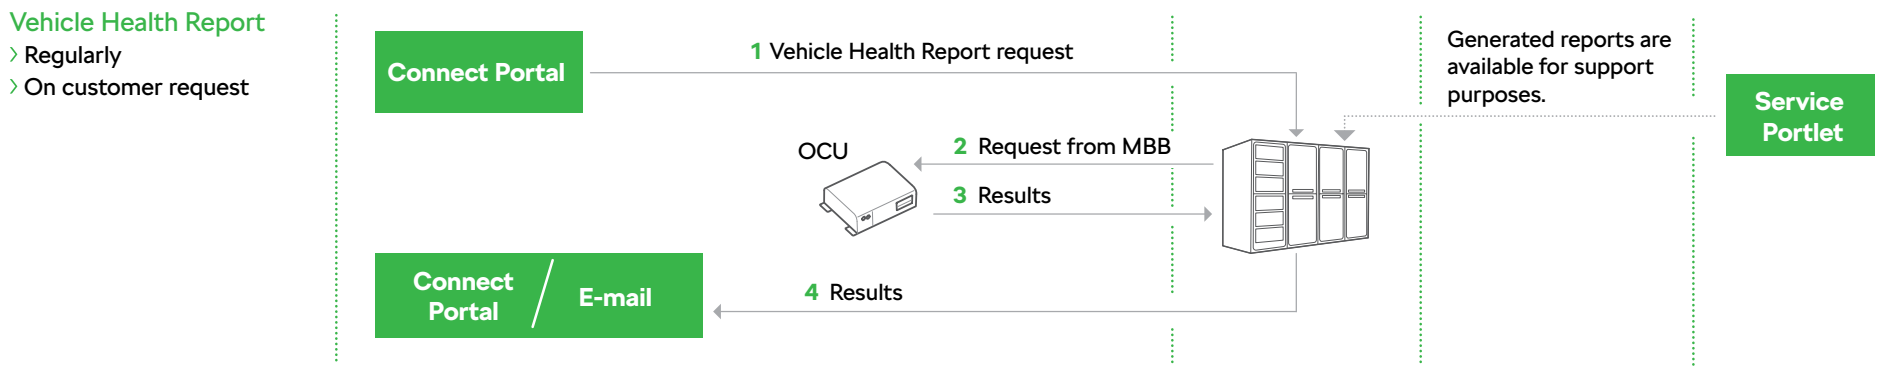 Vehicle Health Report
› Regularly
› On customer request
Connect Portal
1 Vehicle Health Report request
OCU
2 Request from MBB
3 Results
Connect
Portal
/
E-mail
4 Results
Generated reports are
available for support
purposes.
Service
Portlet